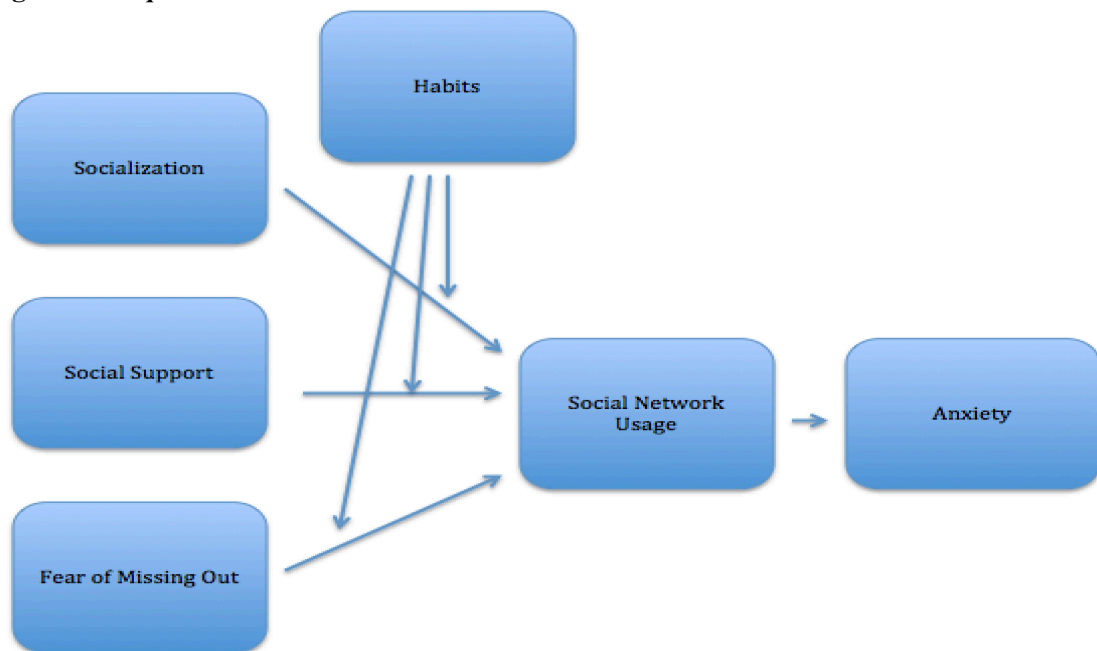 Habits
Socialization
Social Support
Social Network
Usage
Anxiety
Fear of Missing Out